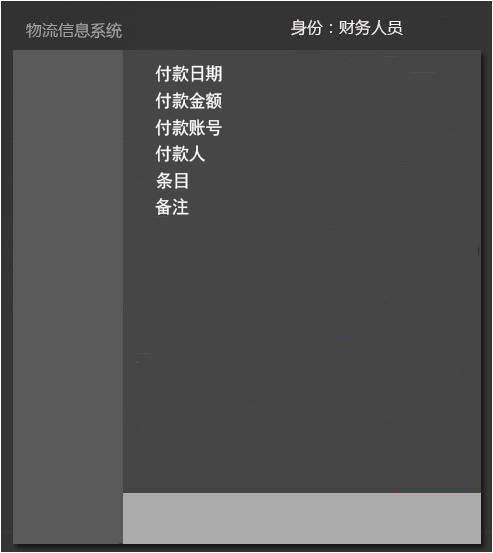 物流信息系统
身份：财务人员
付款日期
付款金额
付款账号
付款人
条目
备注